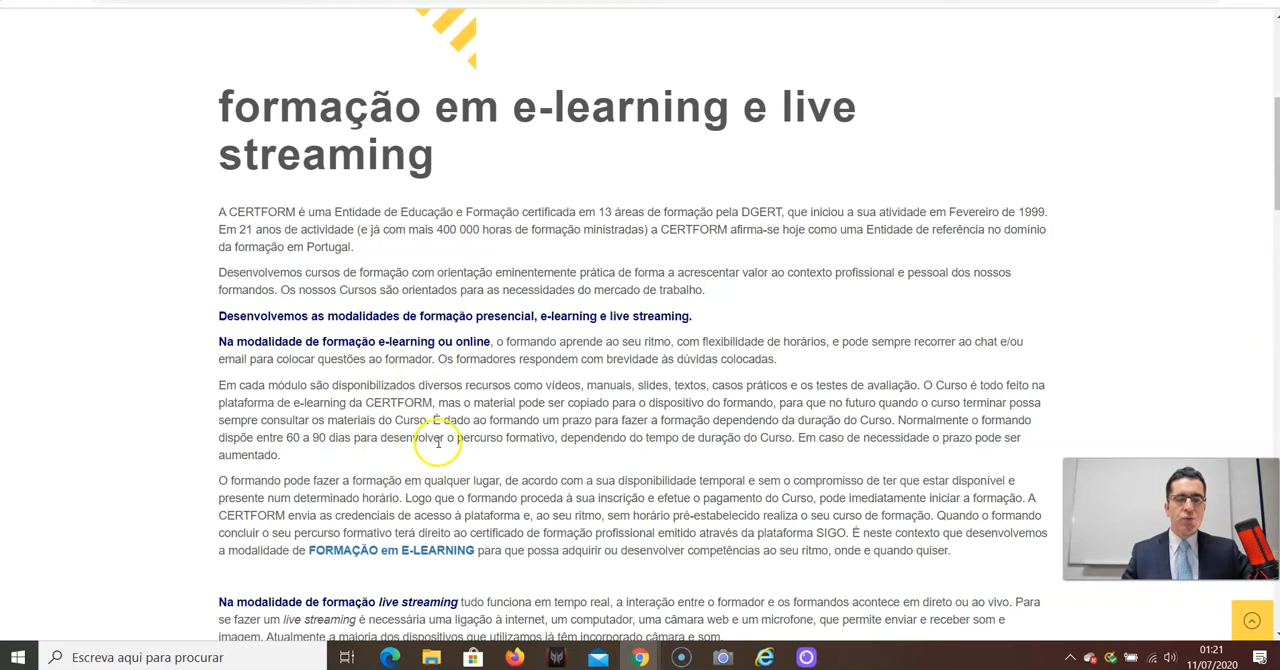 formação em e-learning e live
streaming
A CERTFORM é uma Entidade de Educação e Formação certificada em 13 áreas de formação pela DGERT, que iniciou a sua atividade em Fevereiro de 1999.
Em 21 anos de actividade (e já com mais 400 000 horas de formação ministradas) a CERTFORM afirma-se hoje como uma Entidade de referência no domínio
da formação em Portugal.
Desenvolvemos cursos de formação com orientação eminentemente prática de forma a acrescentar valor ao contexto profissional e pessoal dos nossos
formandos. Os nossos Cursos são orientados para as necessidades do mercado de trabalho.
Desenvolvemos as modalidades de formação presencial, e-learning e live streaming.
Na modalidade de formação e-learning ou online, o formando aprende ao seu ritmo, com flexibilidade de horários, e pode sempre recorrer ao chat e/ou
email para colocar questões ao formador. Os formadores respondem com brevidade às dúvidas colocadas.
Em cada módulo são disponibilizados diversos recursos como vídeos, manuais, slides, textos, casos práticos e os testes de avaliação. O Curso é todo feito na
plataforma de e-learning da CERTFORM, mas o material pode ser copiado para o dispositivo do formando, para que no futuro quando o curso terminar possa
sempre consultar os materiais do Curso. É dado ao formando um prazo para fazer a formação dependendo da duração do Curso. Normalmente o formando
dispõe entre 60 a 90 dias para desenvolver o percurso formativo, dependendo do tempo de duração do Curso. Em caso de necessidade o prazo pode ser
aumentado.
O formando pode fazer a formação em qualquer lugar, de acordo com a sua disponibilidade temporal e sem o compromisso de ter que estar disponível e
presente num determinado horário. Logo que o formando proceda à sua inscrição e efetue o pagamento do Curso, pode imediatamente iniciar a formação. A
CERTFORM envia as credenciais de acesso à plataforma e, ao seu ritmo, sem horário pré-estabelecido realiza o seu curso de formação. Quando o formando
concluir o seu percurso formativo terá direito ao certificado de formação profissional emitido através da plataforma SIGO. É neste contexto que desenvolvemos
a modalidade de FORMAÇÃO em E-LEARNING para que possa adquirir ou desenvolver competências ao seu ritmo, onde e quando quiser.
Na modalidade de formação live streaming tudo funciona em tempo real, a interação entre o formador e os formandos acontece em direto ou ao vivo. Para
se fazer um live streaming é necessária uma ligação à internet, um computador, uma câmara web e um microfone, que permite enviar e receber som e
imagem. Atualmente a maioria dos dispositivos que utilizamos já têm incorporado câmara e som.
Escreva aqui para procurar
01:21
11/07/2020